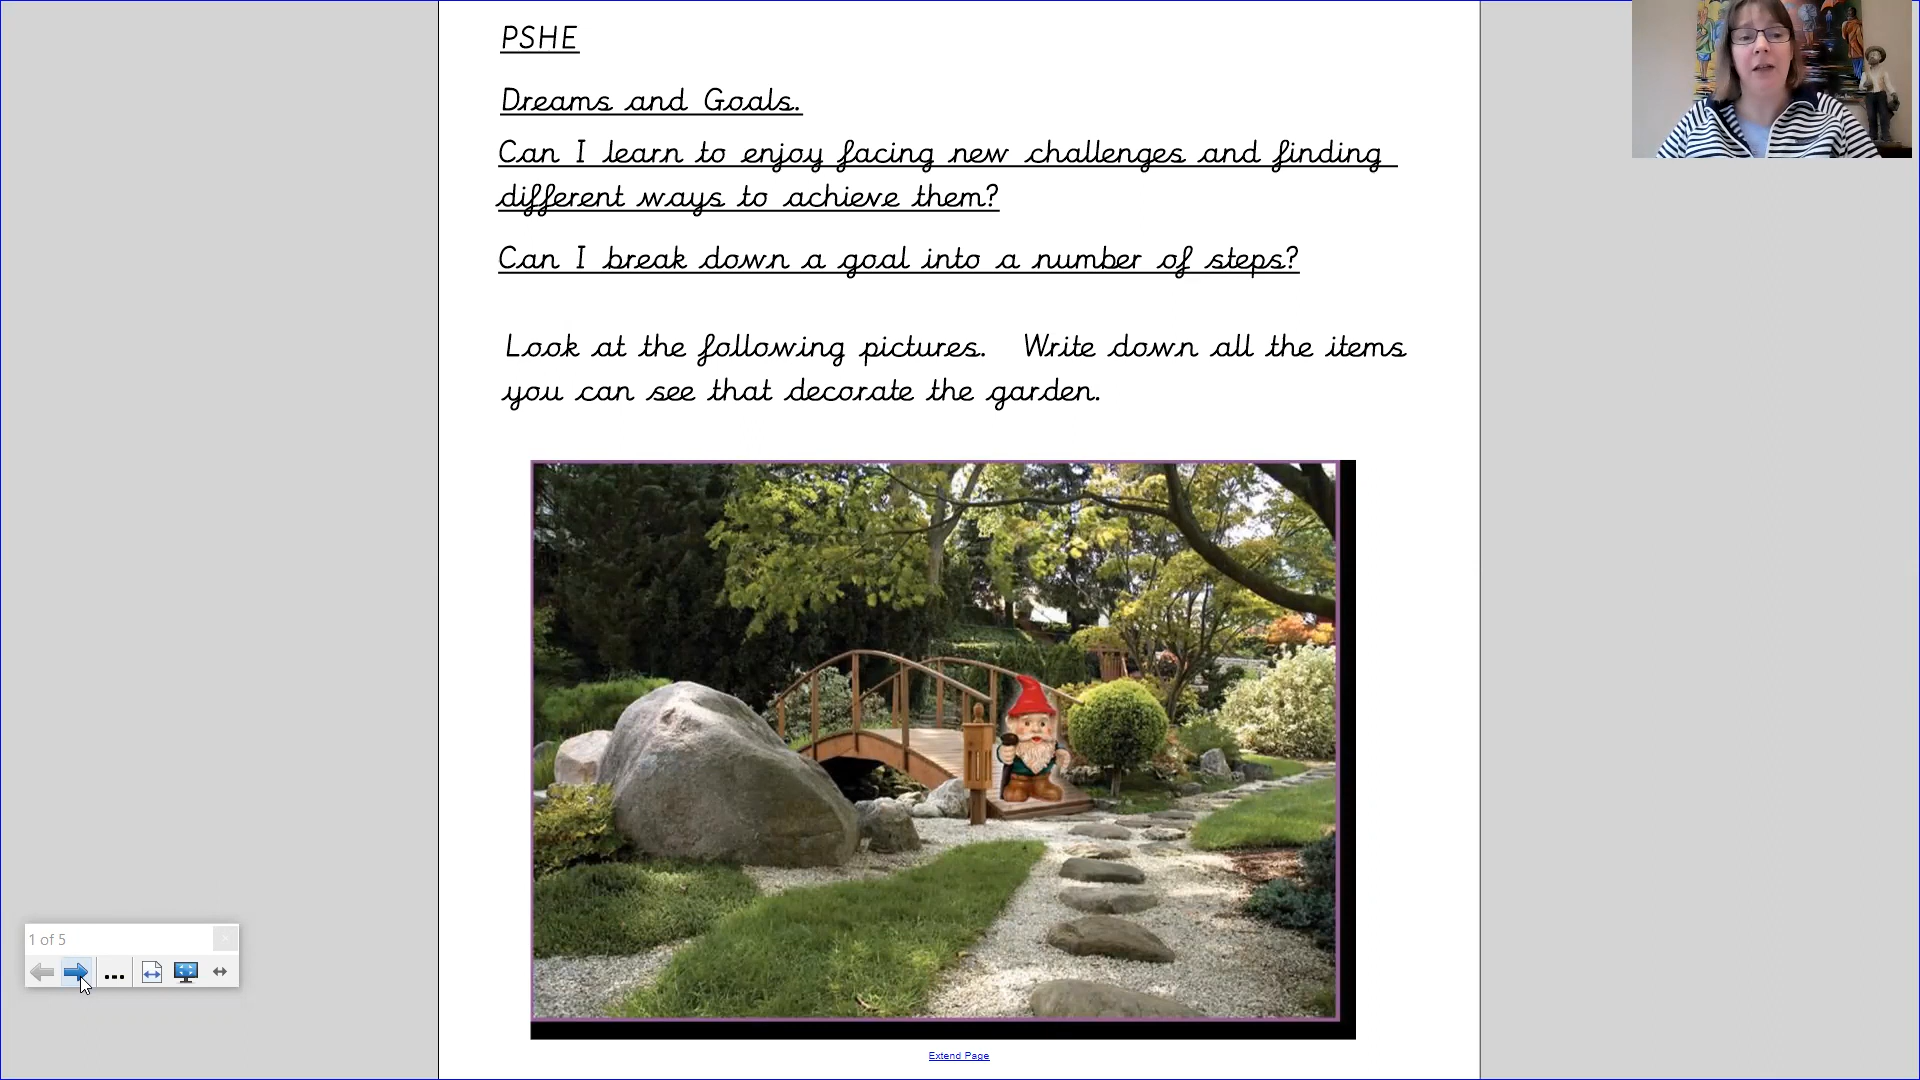 PSHE
Dreams and Goals.
Can I learn to enjoy facing new challenges and finding
different ways to achieve them?
Can I break down a goal into a number of steps?
Look at the following pictures. Write down all the items
you can see that decorate the garden.
1 of 5
...
Extend Page